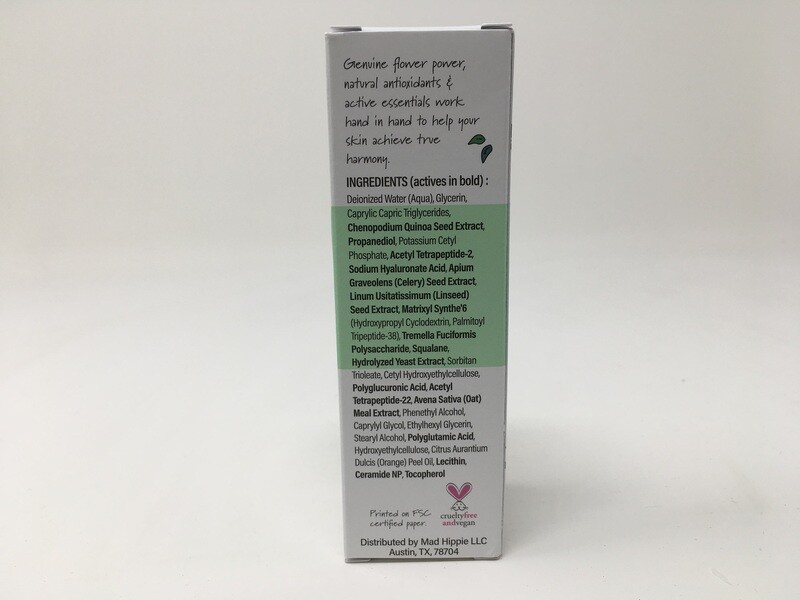 Genuine flower power,
natural antioxidants &
active essentials work
hand in hand to help your
skin achieve true
harmony.
INGREDIENTS (actives in bold) :
Deionized Water (Aqua), Glycerin,
Caprylic Capric Triglycerides,
Chenopodium Quinoa Seed Extract,
Propanediol, Potassium Cetyl
Phosphate, Acetyl Tetrapeptide-2,
Sodium Hyaluronate Acid, Apium
Graveolens (Celery) Seed Extract,
Linum Usitatissimum (Linseed)
Seed Extract, Matrixyl Synthe'6
(Hydroxypropyl Cyclodextrin, Palmitoyl
Tripeptide-38), Tremella Fuciformis
Polysaccharide, Squalane,
Hydrolyzed Yeast Extract, Sorbitan
Trioleate, Cetyl Hydroxyethylcellulose,
Polyglucuronic Acid, Acetyl
Tetrapeptide-22, Avena Sativa (Oat)
Meal Extract, Phenethyl Alcohol,
Caprylyl Glycol, Ethylhexyl Glycerin,
Stearyl Alcohol, Polyglutamic Acid,
Hydroxyethylcellulose, Citrus Aurantium
Dulcis (Orange) Peel Oil, Lecithin,
Ceramide NP, Tocopherol
Printed on FSC
certified paper.
crueltyfree
andvegan
Distributed by Mad Hippie LLC
Austin, TX, 78704